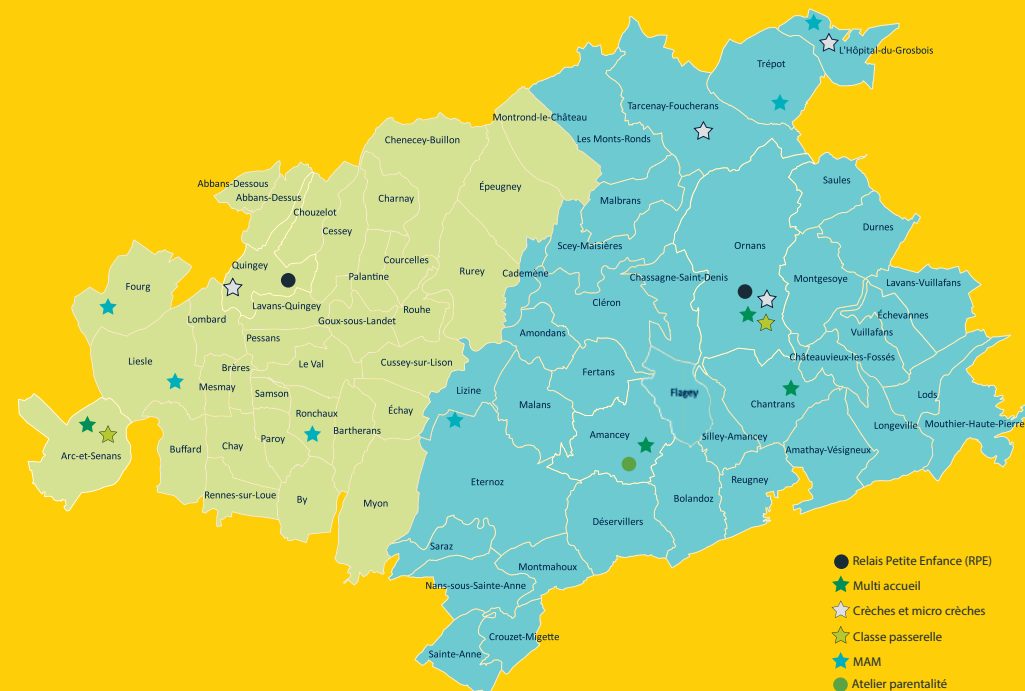 L'Hôpital-du-Grosbois
Trépot
Tarcenay-Foucherans
Montrond-le-Château
Les Monts-Ronds
Chenecey-Buillon
Saules
Abbans-Dessous
Épeugney
Abbans-Dessus
Charnay
Malbrans
Chouzelot
Durnes
Cessey
Scey-Maisières
Ornans
Courcelles
Quingey
Rurey
Cademène
Palantine
Chassagne-Saint-Denis
Montgesoye
Lavans-Vuillafans
Fourg
Lavans-Quingey
Cléron
Rouhe
Échevannes
Lombard
Goux-sous-Landet
Amondans
Vuillafans
Pessans
Châteauvieux-les-Fossés
Liesle
Le Val
Cussey-sur-Lison
Brères
Fertans
Mesmay
Samson
Lizine
Flagey
Lods
Malans
Chantrans
Ronchaux
Échay
Mouthier-Haute-Pierre
Longeville
Bartherans
Paroy
Amancey
Silley-Amancey
Chay
Buffard
Amathay-Vésigneux
Arc-et-Senans
Eternoz
Reugney
Rennes-sur-Loue
By
Myon
Bolandoz
Déservillers
Saraz
Montmahoux
Nans-sous-Sainte-Anne
Crouzet-Migette
Sainte-Anne
Relais Petite Enfance (RPE)
Multi accueil
Crèches et micro crèches
Classe passerelle
MAM
Atelier parentalité